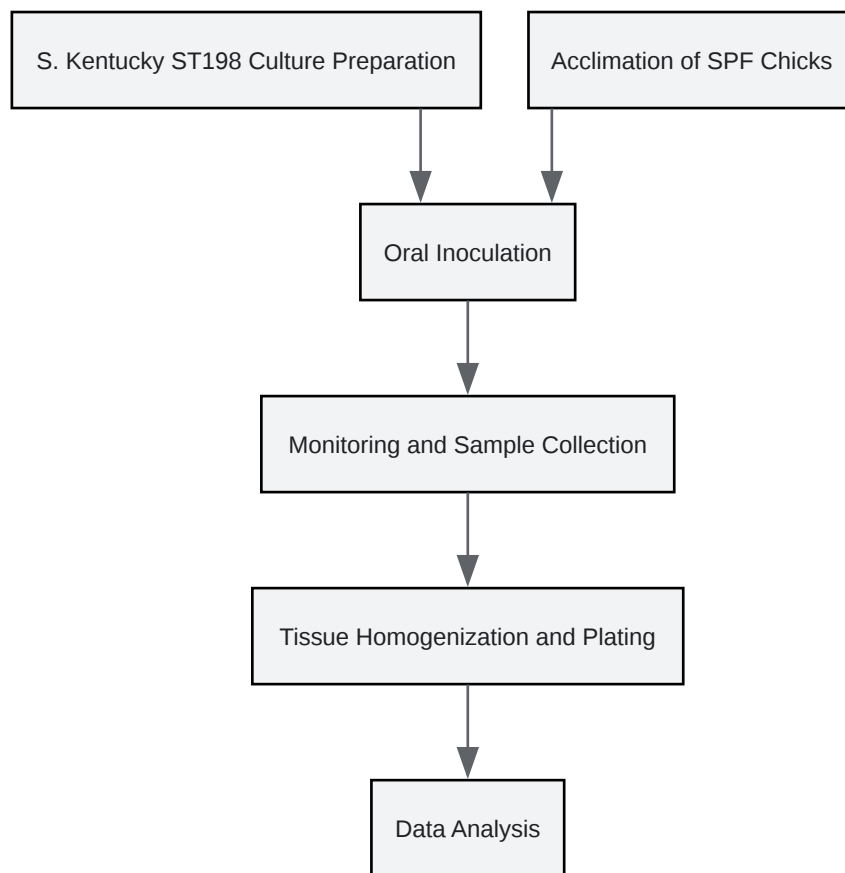 S. Kentucky ST198 Culture Preparation
Acclimation of SPF Chicks
Oral Inoculation
Monitoring and Sample Collection
Tissue Homogenization and Plating
Data Analysis